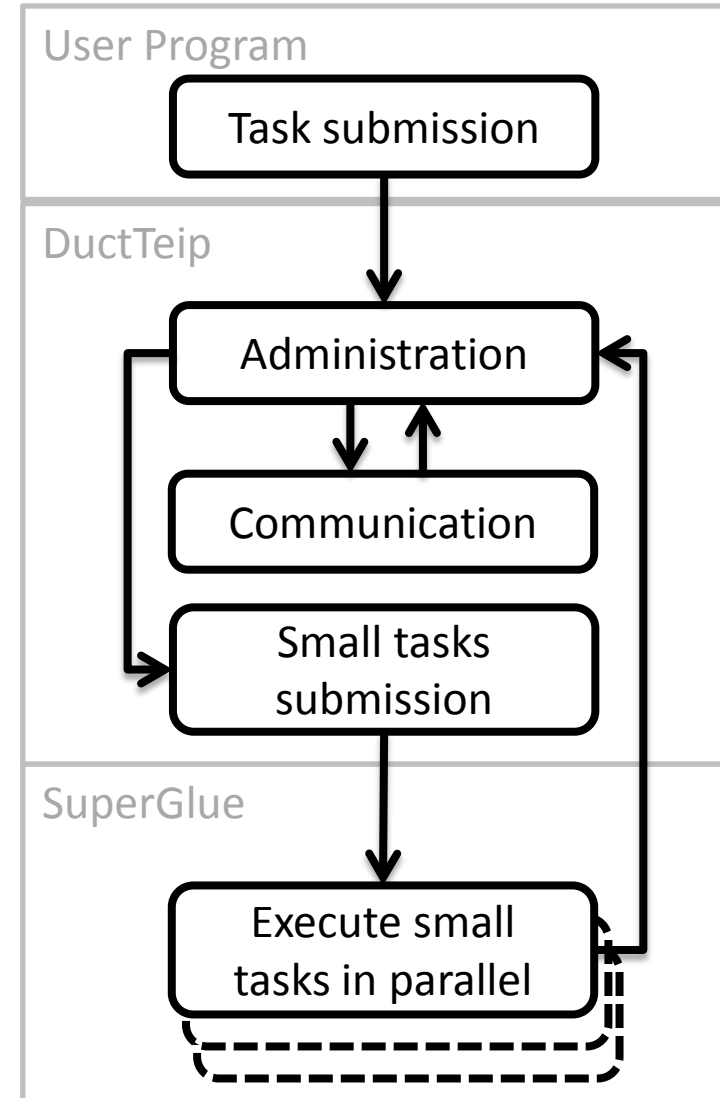 User Program
Task submission
DuctTeip
Administration
Communication
Small tasks
submission
SuperGlue
Execute small
tasks in parallel